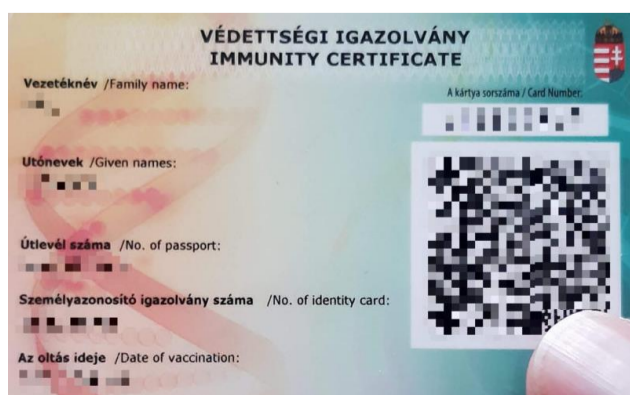 VÉDETTSÉGI IGAZOLVÁNY
IMMUNITY CERTIFICATE
Vezetéknév /Family name:
A kártya sorszáma / Card Number:
Utónevek /Given names:
Útlevél száma /No. of passport:
Személyazonosító igazolvány száma /No. of identity card:
Az oltás ideje /Date of vaccination: